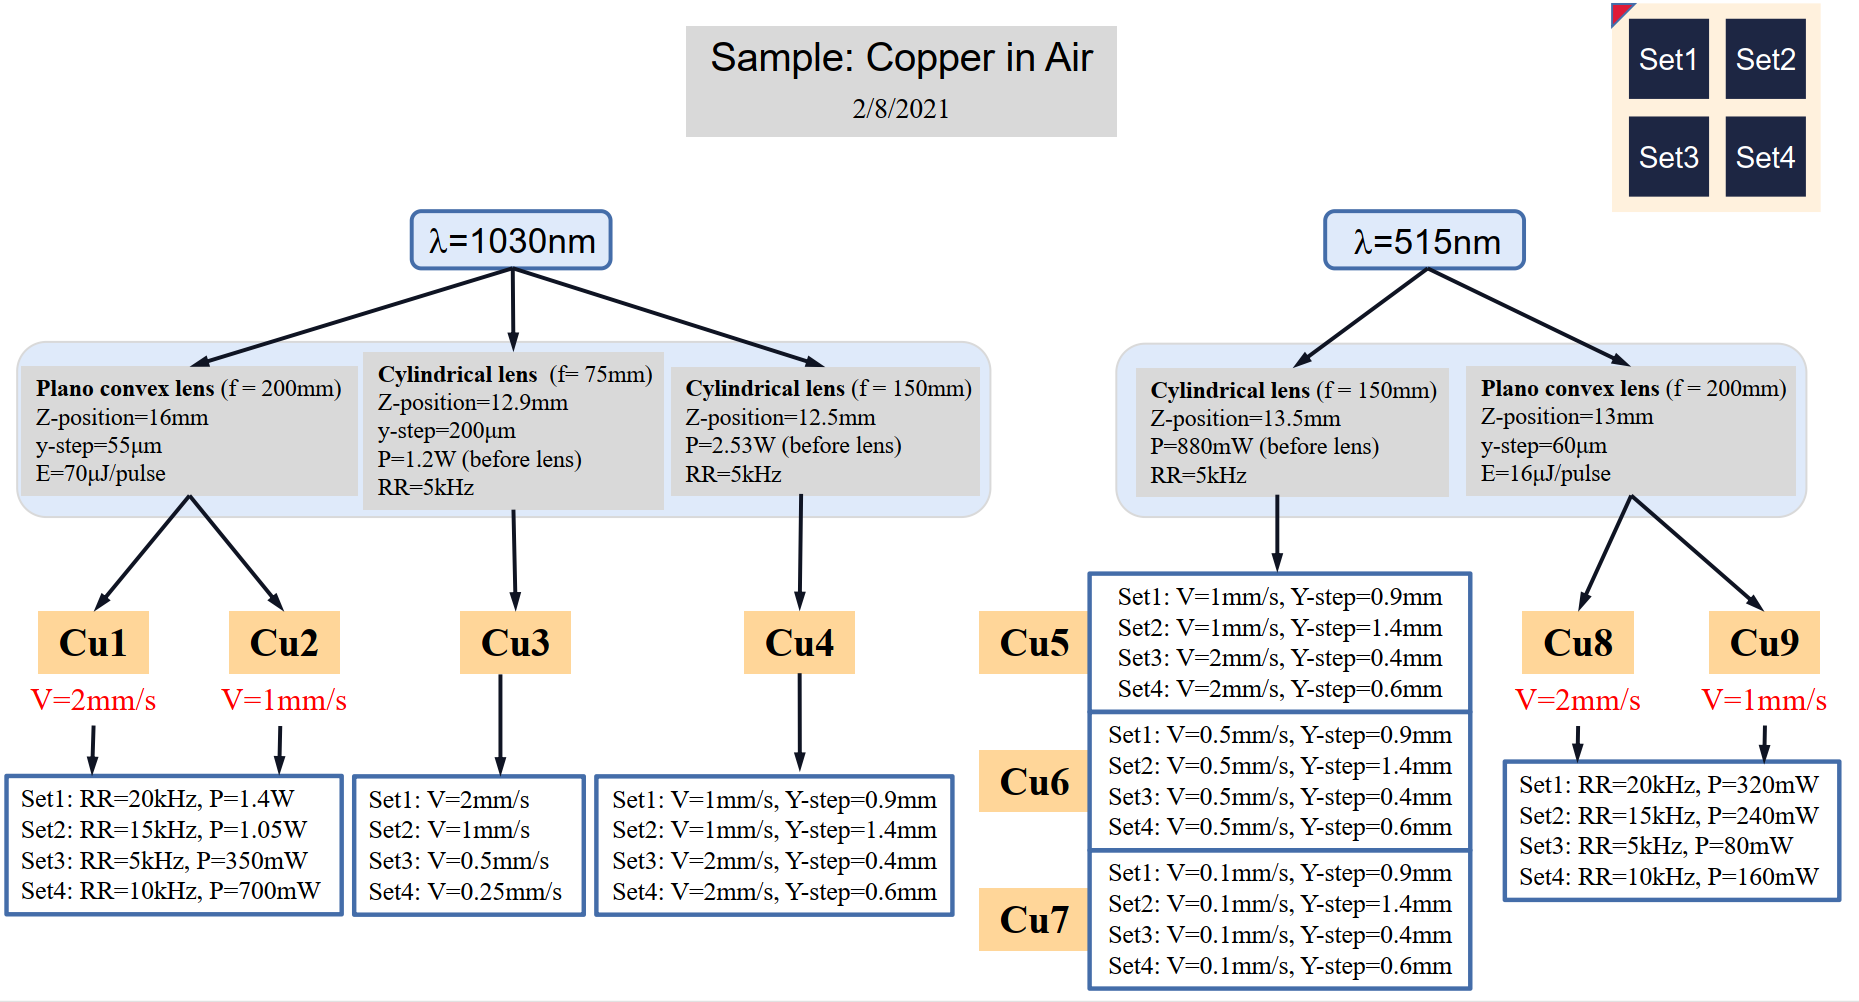 Sample: Copper in Air
2/8/2021
Set1 Set2
Set3 Set4
λ=1030nm
Plano convex lens (f = 200mm)
Z-position=16mm
y-step=55μm
E=70μJ/pulse
Cylindrical lens (f= 75mm)
Z-position=12.9mm
y-step=200μm
P=1.2W (before lens)
RR=5kHz
Cylindrical lens (f = 150mm)
Z-position=12.5mm
P=2.53W (before lens)
RR=5kHz
Cu1
V=2mm/s
Cu2
V=1mm/s
Set1: RR=20kHz, P=1.4W
Set2: RR=15kHz, P=1.05W
Set3: RR=5kHz, P=350mW
Set4: RR=10kHz, P=700mW
Cu3
Set1: V=2mm/s
Set2: V=1mm/s
Set3: V=0.5mm/s
Set4: V=0.25mm/s
Cu4
Set1: V=1mm/s, Y-step=0.9mm
Set2: V=1mm/s, Y-step=1.4mm
Set3: V=2mm/s, Y-step=0.4mm
Set4: V=2mm/s, Y-step=0.6mm
λ=515nm
Cylindrical lens (f = 150mm)
Z-position=13.5mm
P=880mW (before lens)
RR=5kHz
Plano convex lens (f = 200mm)
Z-position=13mm
y-step=60μm
E=16μJ/pulse
Cu5
Set1: V=1mm/s, Y-step=0.9mm
Set2: V=1mm/s, Y-step=1.4mm
Set3: V=2mm/s, Y-step=0.4mm
Set4: V=2mm/s, Y-step=0.6mm
Cu6
Set1: V=0.5mm/s, Y-step=0.9mm
Set2: V=0.5mm/s, Y-step=1.4mm
Set3: V=0.5mm/s, Y-step=0.4mm
Set4: V=0.5mm/s, Y-step=0.6mm
Cu7
Set1: V=0.1mm/s, Y-step=0.9mm
Set2: V=0.1mm/s, Y-step=1.4mm
Set3: V=0.1mm/s, Y-step=0.4mm
Set4: V=0.1mm/s, Y-step=0.6mm
Cu8
V=2mm/s
Cu9
V=1mm/s
Set1: RR=20kHz, P=320mW
Set2: RR=15kHz, P=240mW
Set3: RR=5kHz, P=80mW
Set4: RR=10kHz, P=160mW